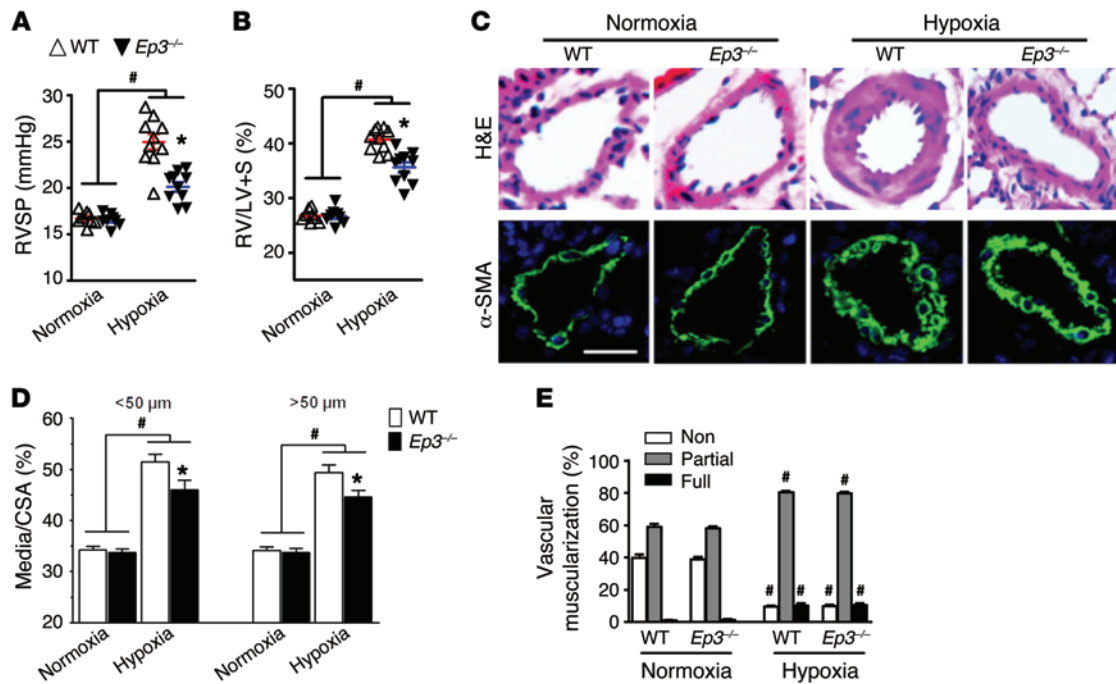 A
△ WT ▼ Ep3−/−
#
*
RVSP (mmHg)
30
25
20
15
10
Normoxia
Hypoxia
B
#
*
RV/LV+S (%)
50
40
30
20
Normoxia
Hypoxia
C
Normoxia
Hypoxia
WT
Ep3−/−
WT
Ep3−/−
H&E
α-SMA
D
<50 µm
>50 µm
WT
Ep3−/−
#
#
*
*
Media/CSA (%)
60
50
40
30
20
Normoxia
Hypoxia
Normoxia
Hypoxia
E
Non
Partial
Full
Vascular
muscularization (%)
100
80
60
40
20
0
# # #
# # #
WT
Ep3−/−
WT
Ep3−/−
Normoxia
Hypoxia